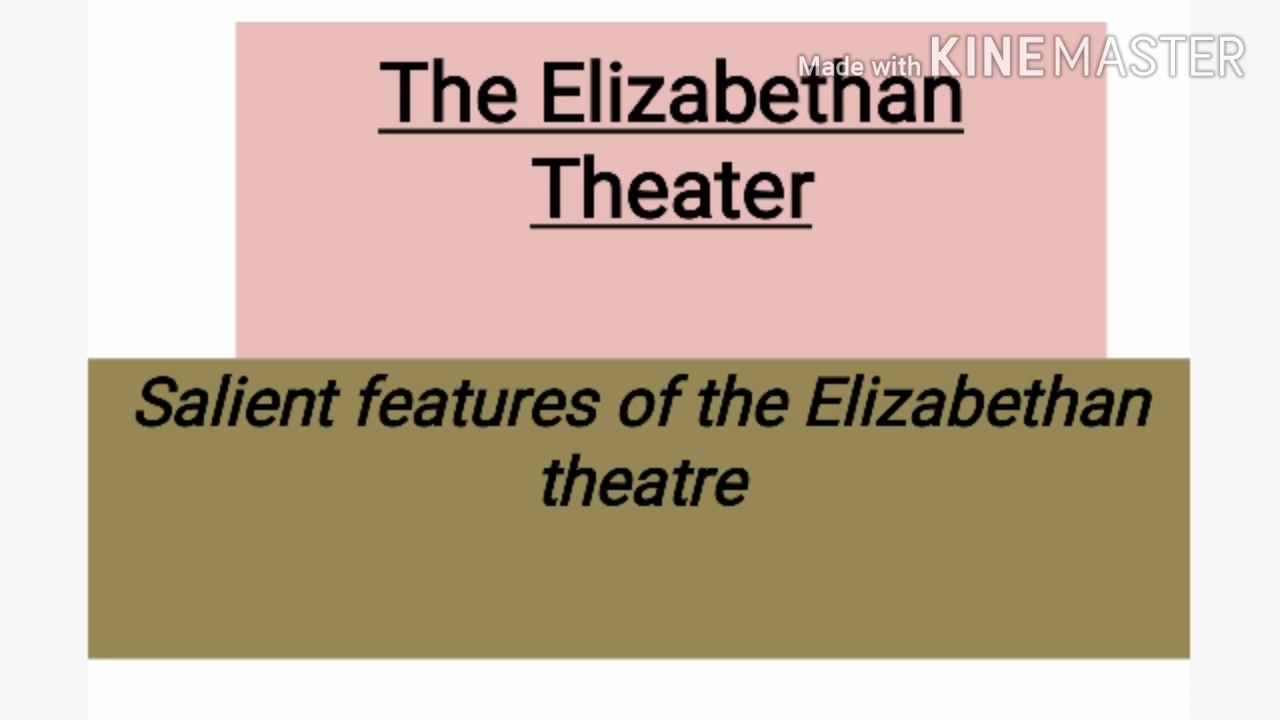 Made with KINEMASTER
The Elizabethan
Theater
Salient features of the Elizabethan
theatre